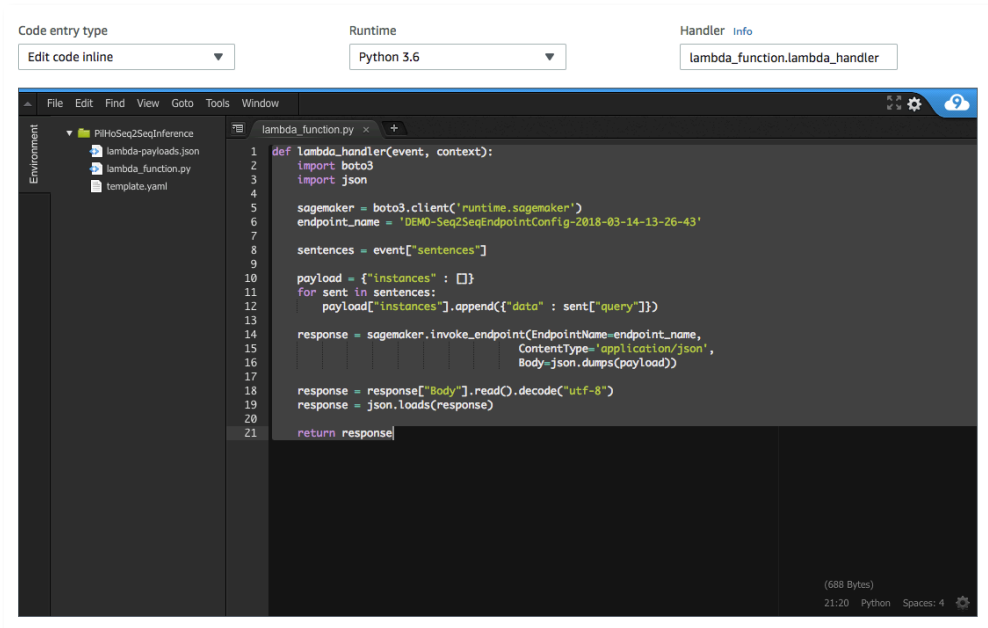 Code entry type
Runtime
Handler Info
Edit code inline
Python 3.6
lambda_function.lambda_handler
File Edit Find View Goto Tools Window
Environment
PilHoSeq2SeqInference
lambda-payloads.json
lambda_function.py
template.yaml
lambda_function.py × +
1 def lambda_handler(event, context):
2     import boto3
3     import json
4
5     sagemaker = boto3.client('runtime.sagemaker')
6     endpoint_name = 'DEMO-Seq2SeqEndpointConfig-2018-03-14-13-26-43'
7
8     sentences = event["sentences"]
9
10     payload = {"instances" : []}
11     for sent in sentences:
12         payload["instances"].append({"data" : sent["query"]})
13
14     response = sagemaker.invoke_endpoint(EndpointName=endpoint_name,
15                                    ContentType='application/json',
16                                    Body=json.dumps(payload))
17
18     response = response["Body"].read().decode("utf-8")
19     response = json.loads(response)
20
21     return response
(688 Bytes)
21:20 Python Spaces: 4